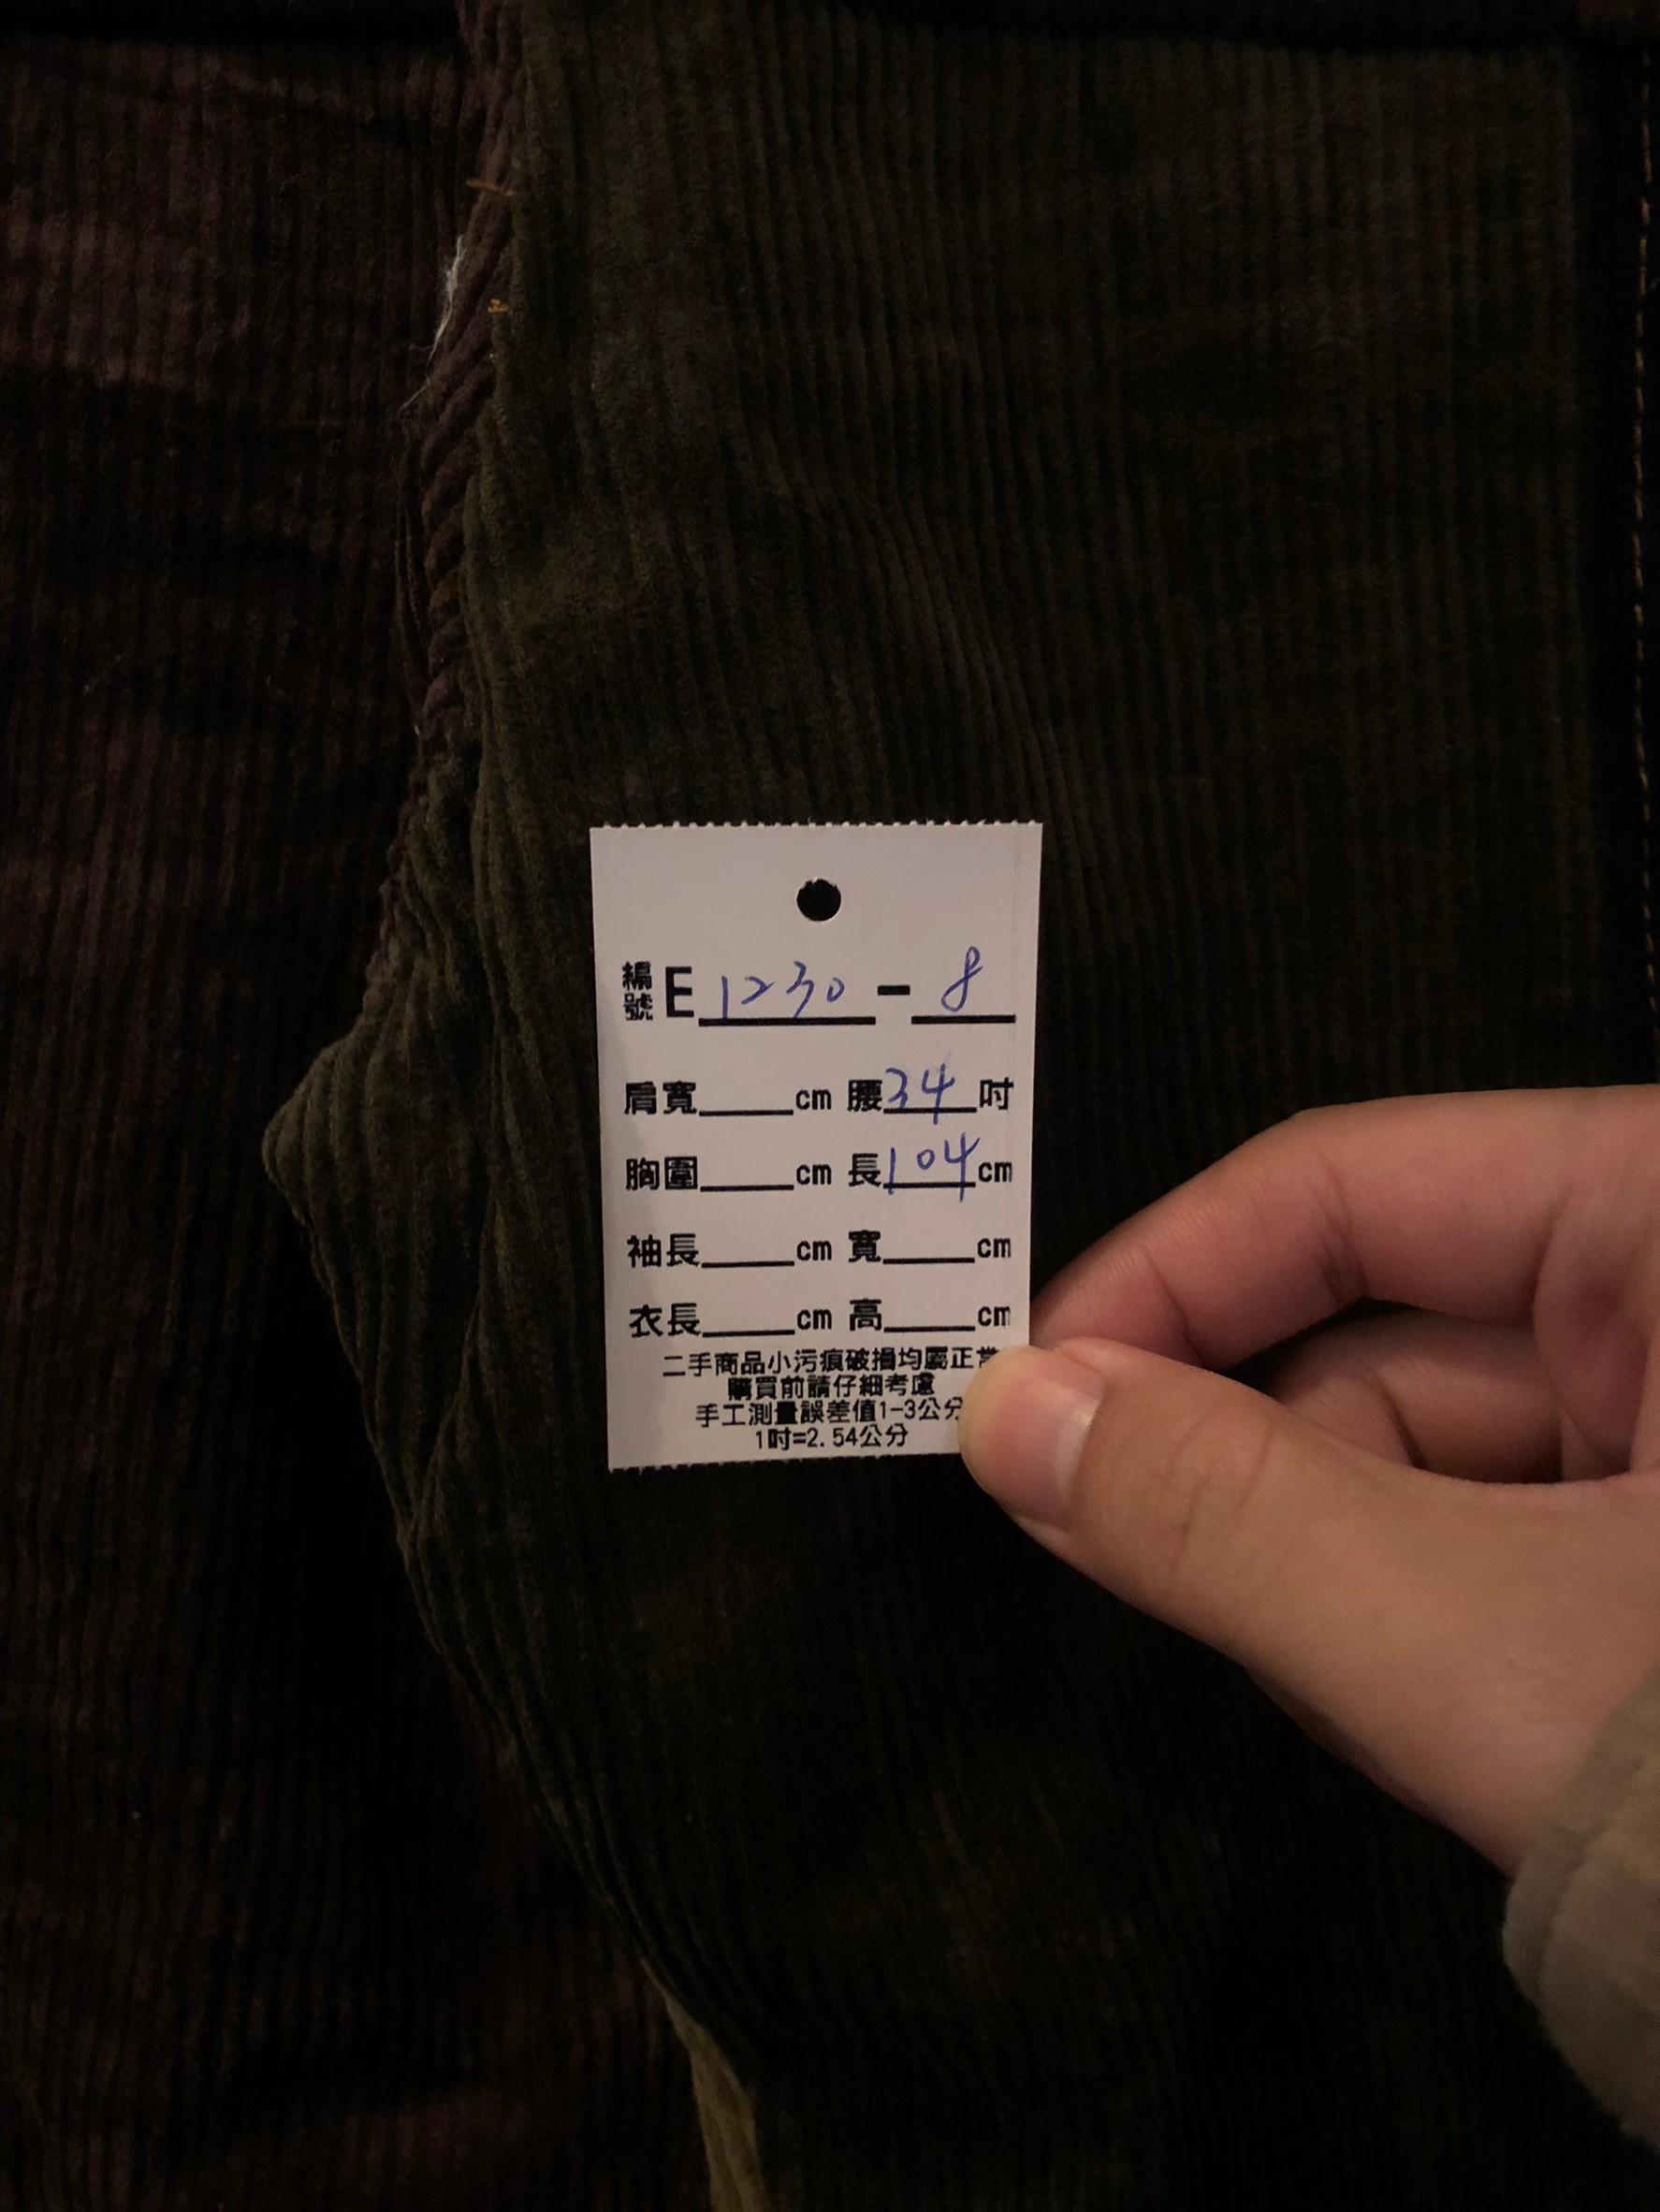 編號E 1230 - 8
肩寬____cm 腰34吋
胸圍____cm 長104cm
袖長____cm 寬____cm
衣長____cm 高____cm
二手商品小污痕破損均屬正常
購買前請仔細考慮
手工測量誤差值1-3公分
1吋=2.54公分